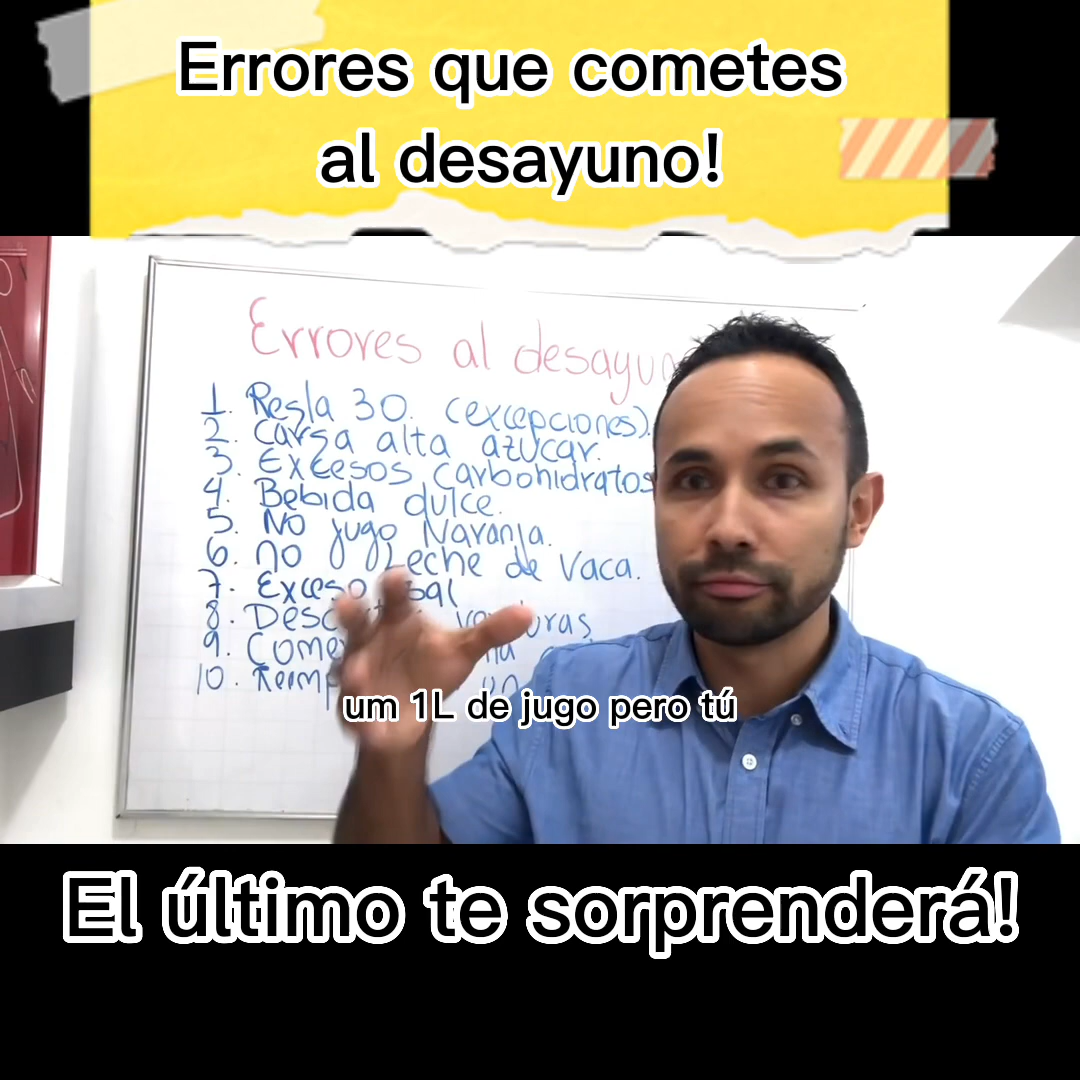 Errores que cometes
al desayuno!
Errores al desayun
1. Regla 30. (excepciones).
2. Carga alta azúcar.
3. Excesos carbohidratos
4. Bebida dulce.
5. No jugo Naranja.
6. no Leche de Vaca.
7. Exceso sal
8.
9.
10.
um 1L de jugo pero tú
El último te sorprenderá!